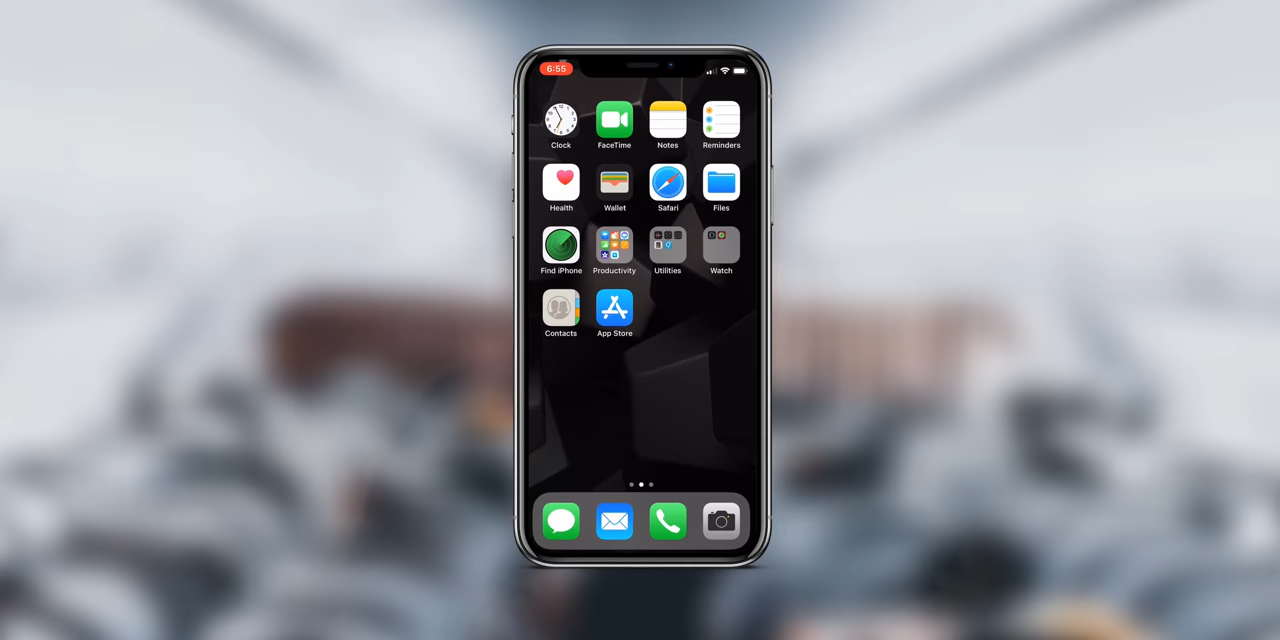 6:55
Clock FaceTime Notes Reminders
Health Wallet Safari Files
Find iPhone Productivity Utilities Watch
Contacts App Store